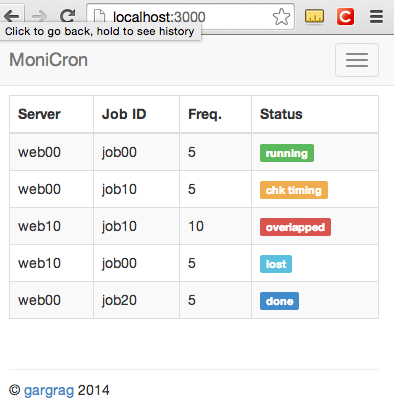 localhost:3000
Click to go back, hold to see history
MoniCron
Server Job ID Freq. Status
web00 job00 5 running
web00 job10 5 chk timing
web10 job10 10 overlapped
web10 job00 5 lost
web00 job20 5 done
© gargrag 2014